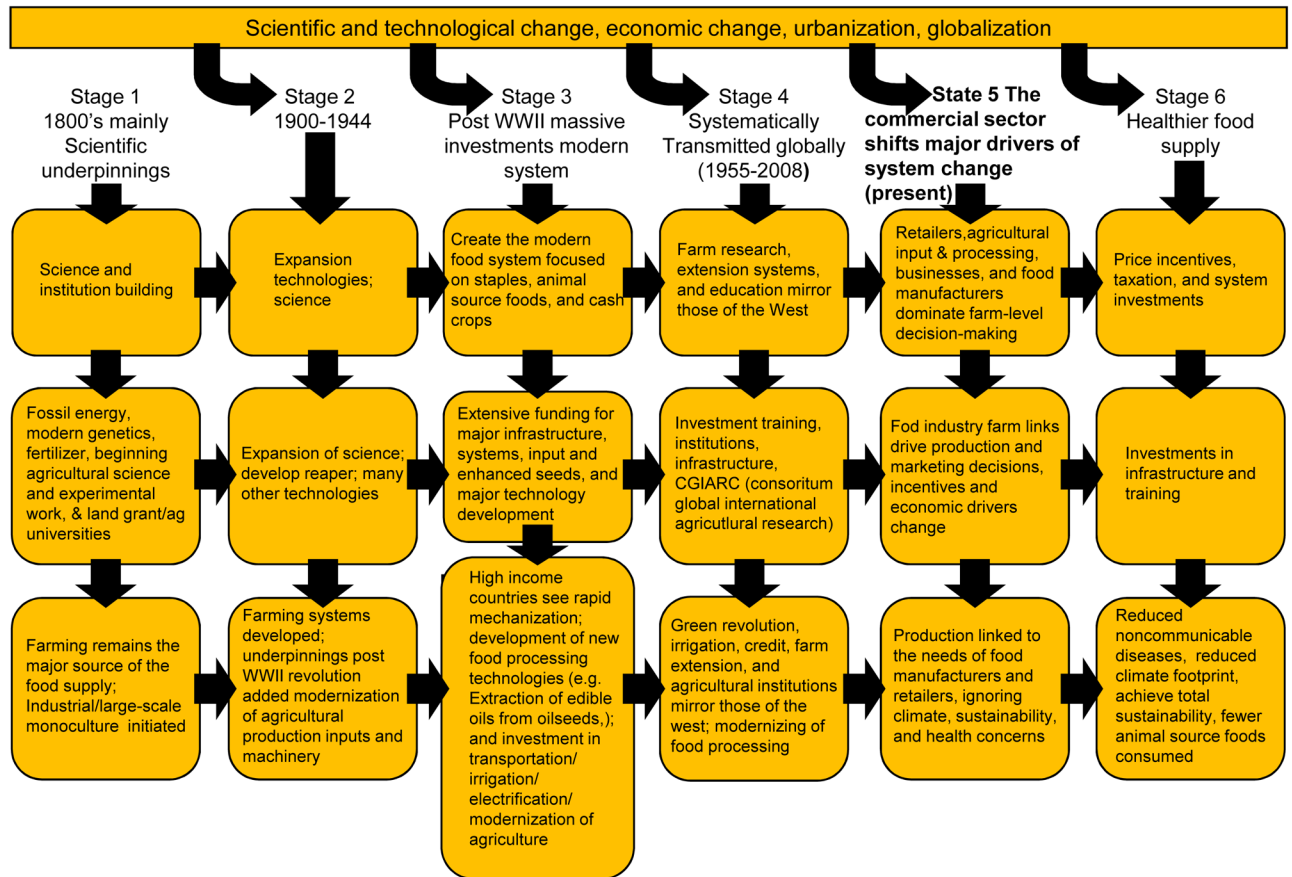 Scientific and technological change, economic change, urbanization, globalization
Stage 1
1800's mainly
Scientific
underpinnings
Stage 2
1900-1944
Stage 3
Post WWII massive
investments modern
system
Stage 4
Systematically
Transmitted globally
(1955-2008)
State 5 The
commercial sector
shifts major drivers of
system change
(present)
Stage 6
Healthier food
supply
Science and
institution building
Expansion
technologies;
science
Create the modern
food system focused
on staples, animal
source foods, and cash
crops
Farm research,
extension systems,
and education mirror
those of the West
Retailers,agricultural
input & processing,
businesses, and food
manufacturers
dominate farm-level
decision-making
Price incentives,
taxation, and system
investments
Fossil energy,
modern genetics,
fertilizer, beginning
agricultural science
and experimental
work, & land grant/ag
universities
Expansion of science;
develop reaper; many
other technologies
Extensive funding for
major infrastructure,
systems, input and
enhanced seeds, and
major technology
development
Investment training,
institutions,
infrastructure,
CGIARC (consoritum
global international
agricutlural research)
Fod industry farm links
drive production and
marketing decisions,
incentives and
economic drivers
change
Investments in
infrastructure and
training
Farming remains the
major source of the
food supply;
Industrial/large-scale
monoculture initiated
Farming systems
developed;
underpinnings post
WWII revolution
added modernization
of agricultural
production inputs and
machinery
High income
countries see rapid
mechanization;
development of new
food processing
technologies (e.g.
Extraction of edible
oils from oilseeds,);
and investment in
transportation/
irrigation/
electrification/
modernization of
agriculture
Green revolution,
irrigation, credit, farm
extension, and
agricultural institutions
mirror those of the
west; modernizing of
food processing
Production linked to
the needs of food
manufacturers and
retailers, ignoring
climate, sustainability,
and health concerns
Reduced
noncommunicable
diseases, reduced
climate footprint,
achieve total
sustainability, fewer
animal source foods
consumed